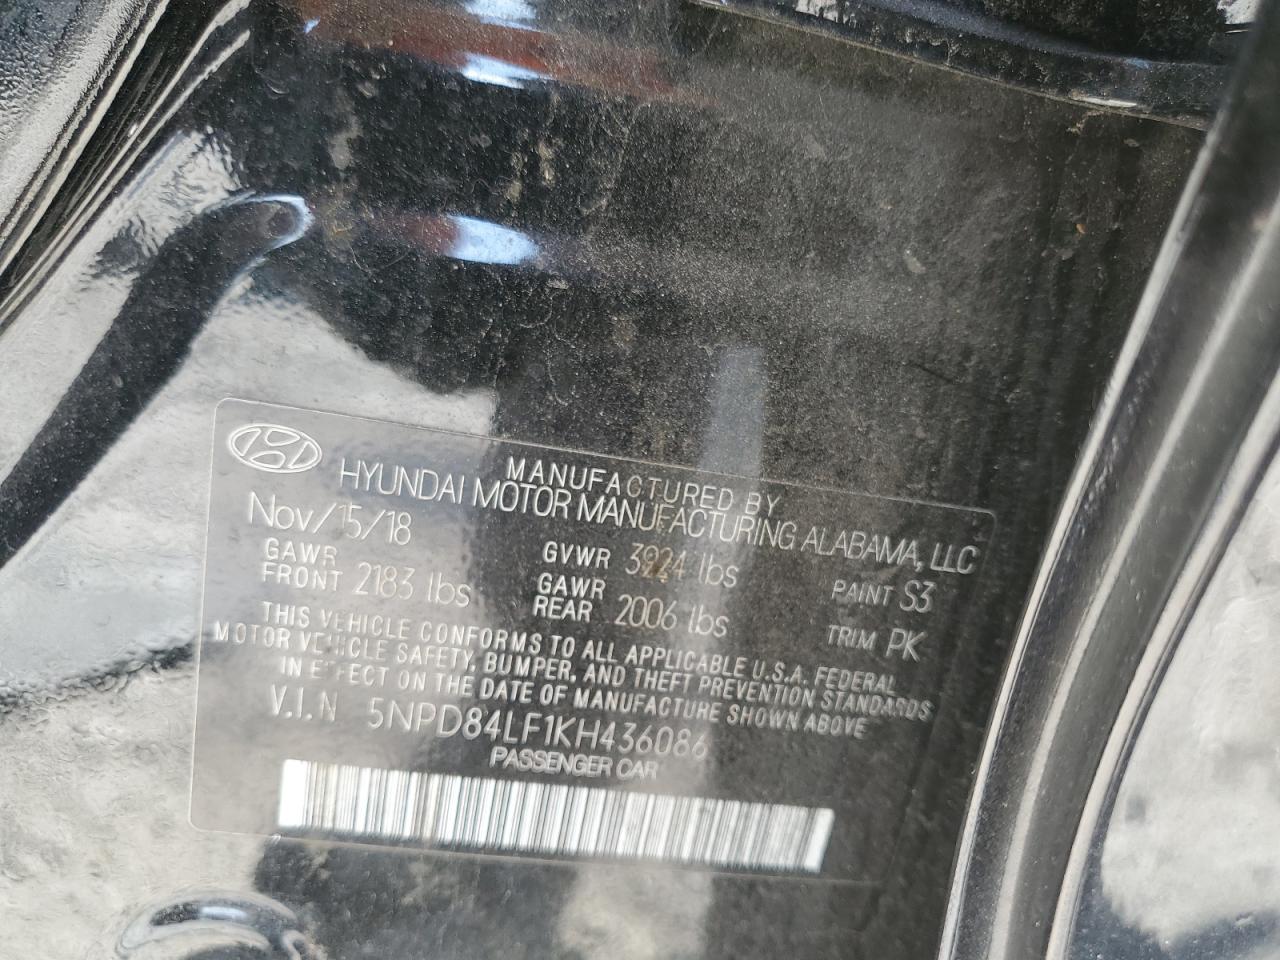 MANUFACTURED BY
HYUNDAI MOTOR MANUFACTURING ALABAMA, LLC
Nov/15/18
GAWR FRONT 2183 lbs
GVWR 3924 lbs
GAWR REAR 2006 lbs
PAINT S3
TRIM PK
THIS VEHICLE CONFORMS TO ALL APPLICABLE U.S.A. FEDERAL
MOTOR VEHICLE SAFETY, BUMPER, AND THEFT PREVENTION STANDARDS
IN EFFECT ON THE DATE OF MANUFACTURE SHOWN ABOVE
V.I.N 5NPD84LF1KH436086
PASSENGER CAR